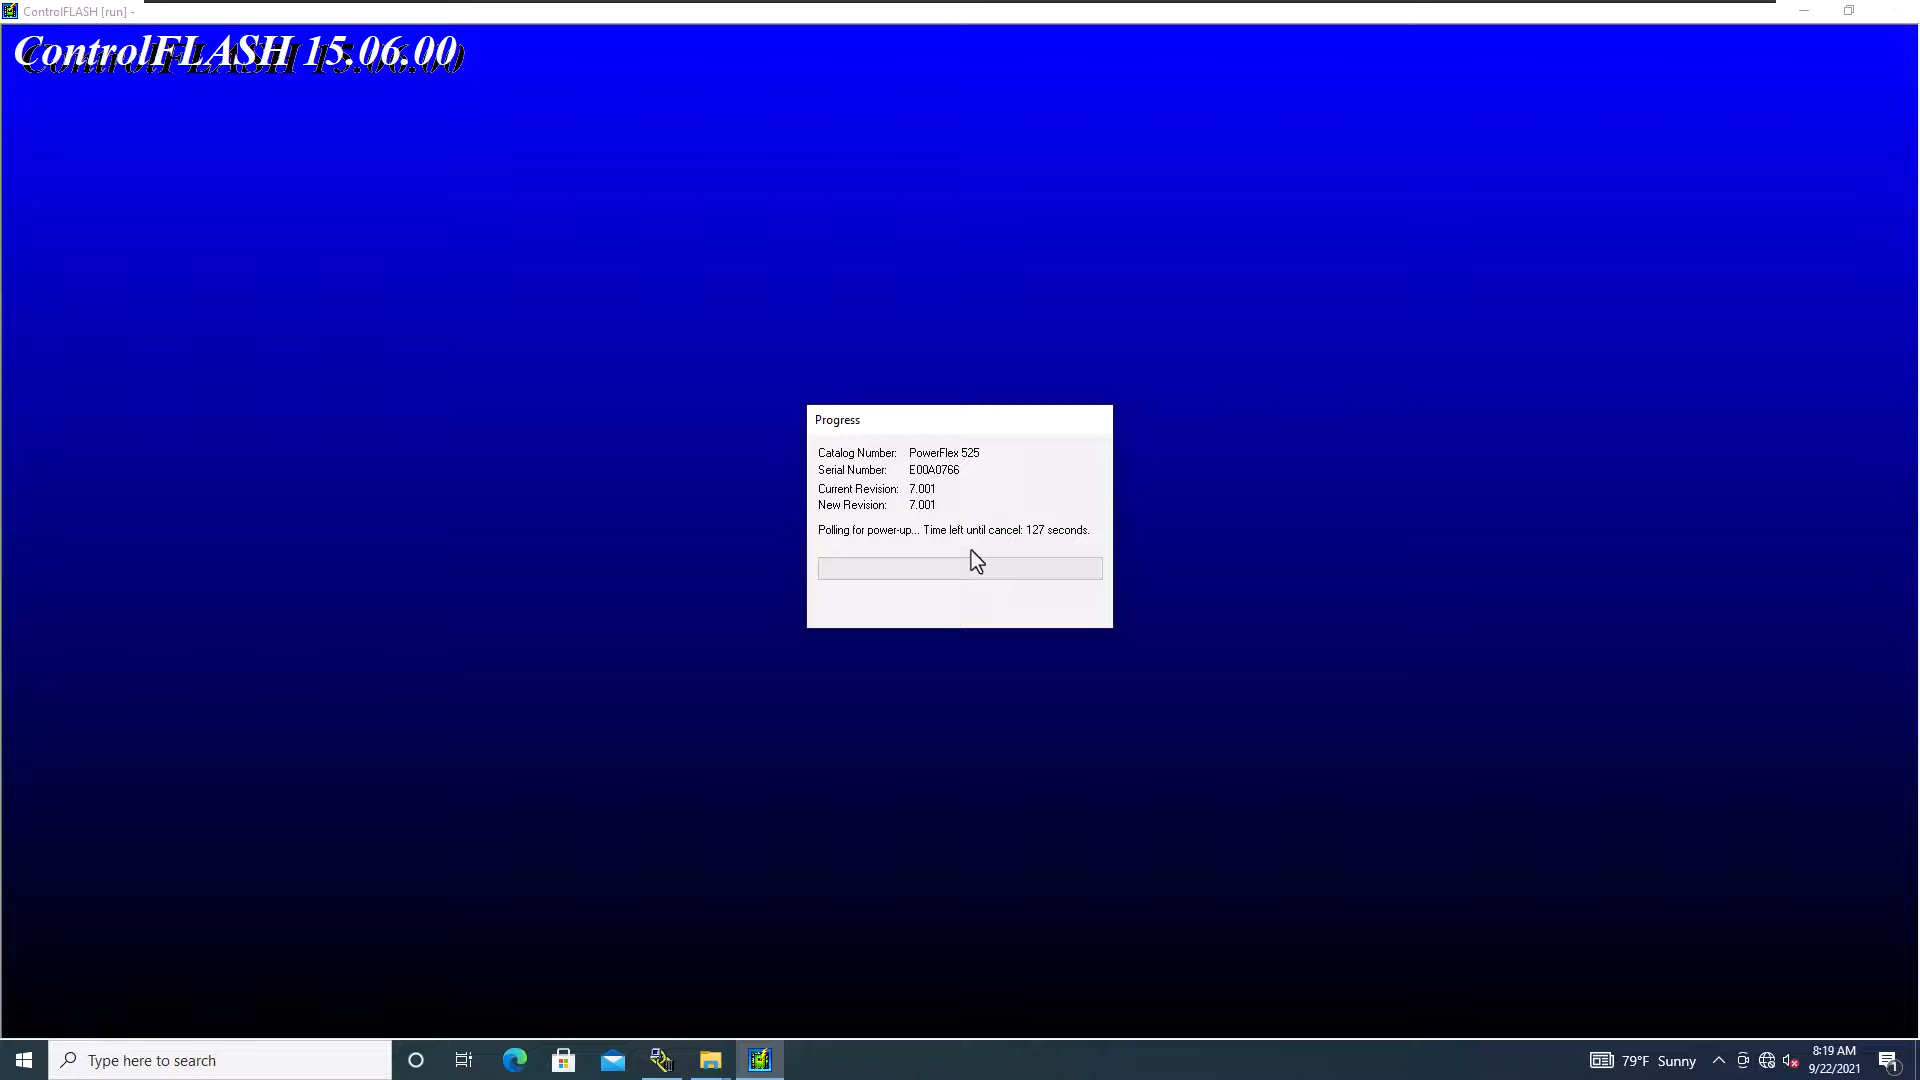 ControlFLASH [run] -
ControlFLASH 15.06.00
Progress
Catalog Number: PowerFlex 525
Serial Number: E00A0766
Current Revision: 7.001
New Revision: 7.001
Polling for power-up... Time left until cancel: 127 seconds.
Type here to search
79°F Sunny
8:19 AM
9/22/2021
1